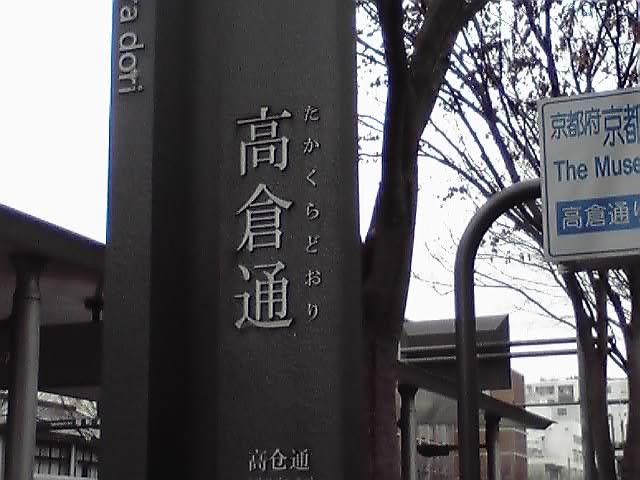 ra dori
高倉通
たかくらどおり
高仓通
京都府京都
The Muse
高倉通り